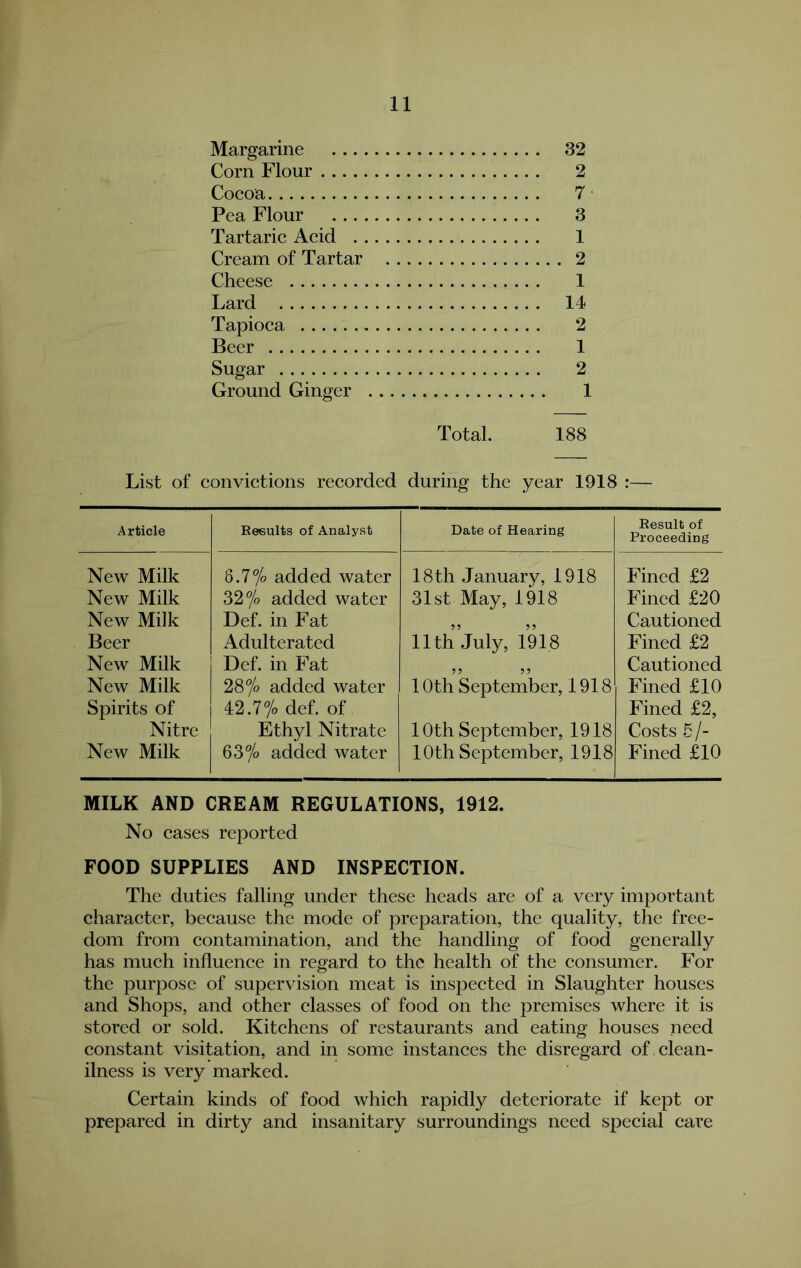 11
Margarine ..................... 32
Corn Flour ..................... 2
Cocoa .......................... 7
Pea Flour ..................... 3
Tartaric Acid .................. 1
Cream of Tartar ................. 2
Cheese ........................ 1
Lard ......................... 14
Tapioca ....................... 2
Beer .......................... 1
Sugar ......................... 2
Ground Ginger ................. 1
Total. 188
List of convictions recorded during the year 1918 :—
Article | Results of Analyst | Date of Hearing | Result of Proceeding
New Milk | 8.7% added water | 18th January, 1918 | Fined £2
New Milk | 32% added water | 31st May, 1918 | Fined £20
New Milk | Def. in Fat | ,, ,, | Cautioned
Beer | Adulterated | 11th July, 1918 | Fined £2
New Milk | Def. in Fat | ,, ,, | Cautioned
New Milk | 28% added water | 10th September, 1918 | Fined £10
Spirits of | 42.7% def. of | | Fined £2,
Nitre | Ethyl Nitrate | 10th September, 1918 | Costs 5/-
New Milk | 63% added water | 10th September, 1918 | Fined £10
MILK AND CREAM REGULATIONS, 1912.
No cases reported
FOOD SUPPLIES AND INSPECTION.
The duties falling under these heads are of a very important
character, because the mode of preparation, the quality, the free-
dom from contamination, and the handling of food generally
has much influence in regard to the health of the consumer. For
the purpose of supervision meat is inspected in Slaughter houses
and Shops, and other classes of food on the premises where it is
stored or sold. Kitchens of restaurants and eating houses need
constant visitation, and in some instances the disregard of clean-
ilness is very marked.
Certain kinds of food which rapidly deteriorate if kept or
prepared in dirty and insanitary surroundings need special care